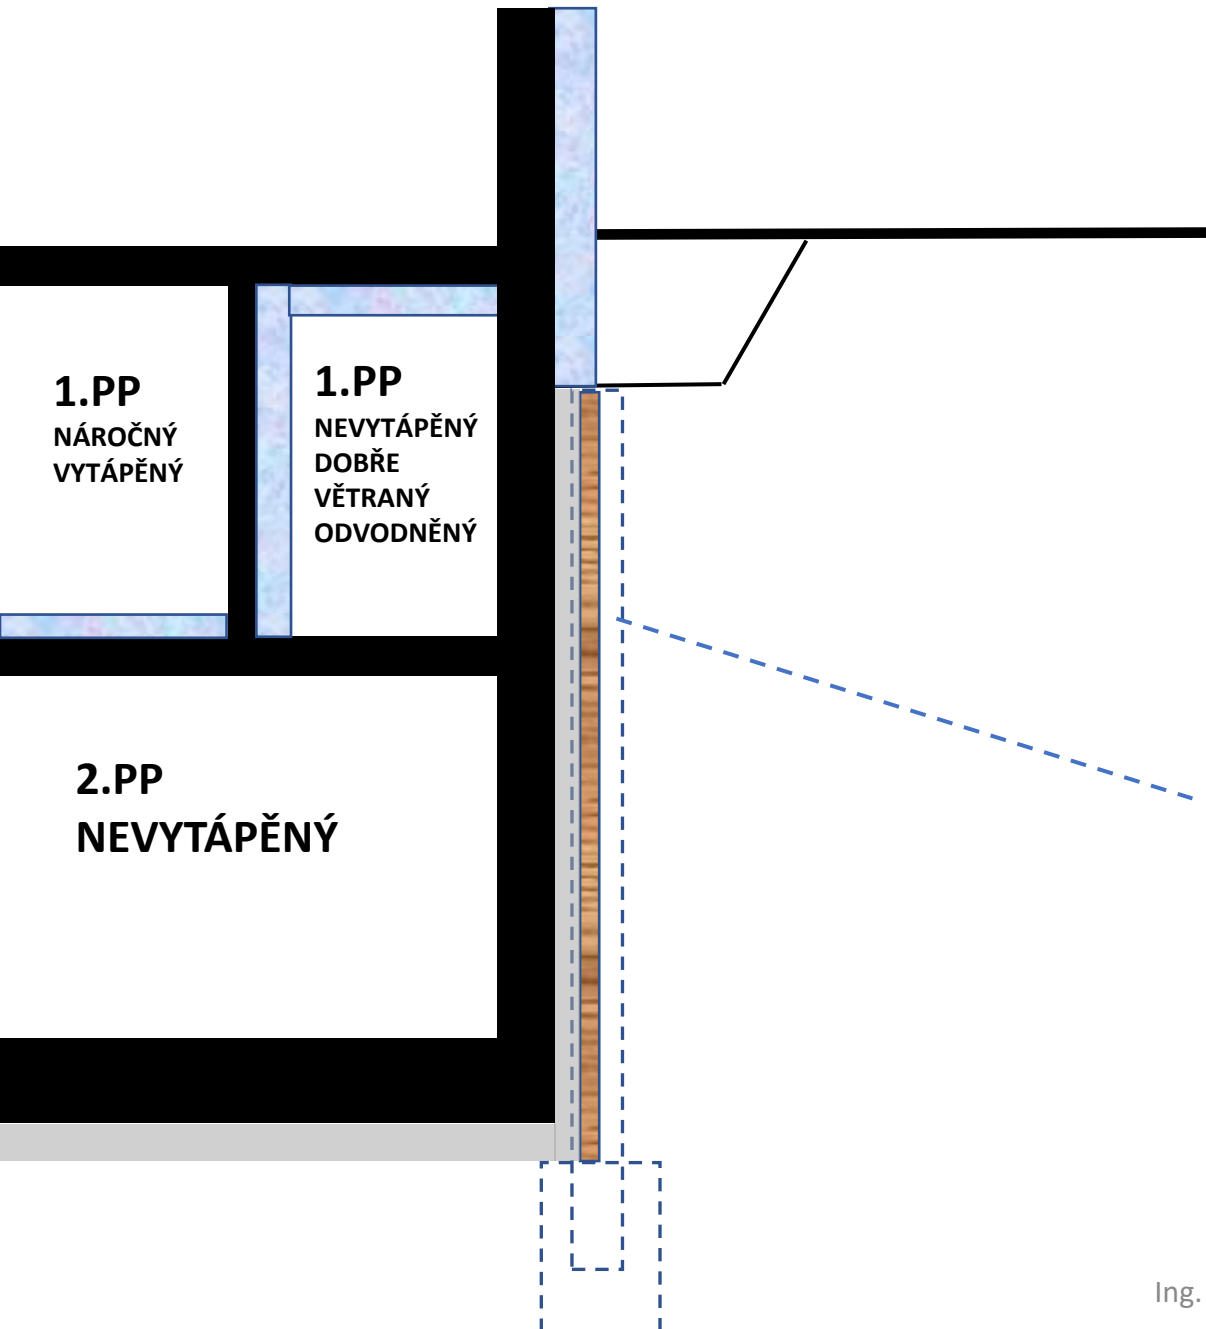 1.PP
NÁROČNÝ
VYTÁPĚNÝ
1.PP
NEVYTÁPĚNÝ
DOBŘE
VĚTRANÝ
ODVODNĚNÝ
2.PP
NEVYTÁPĚNÝ
Ing.